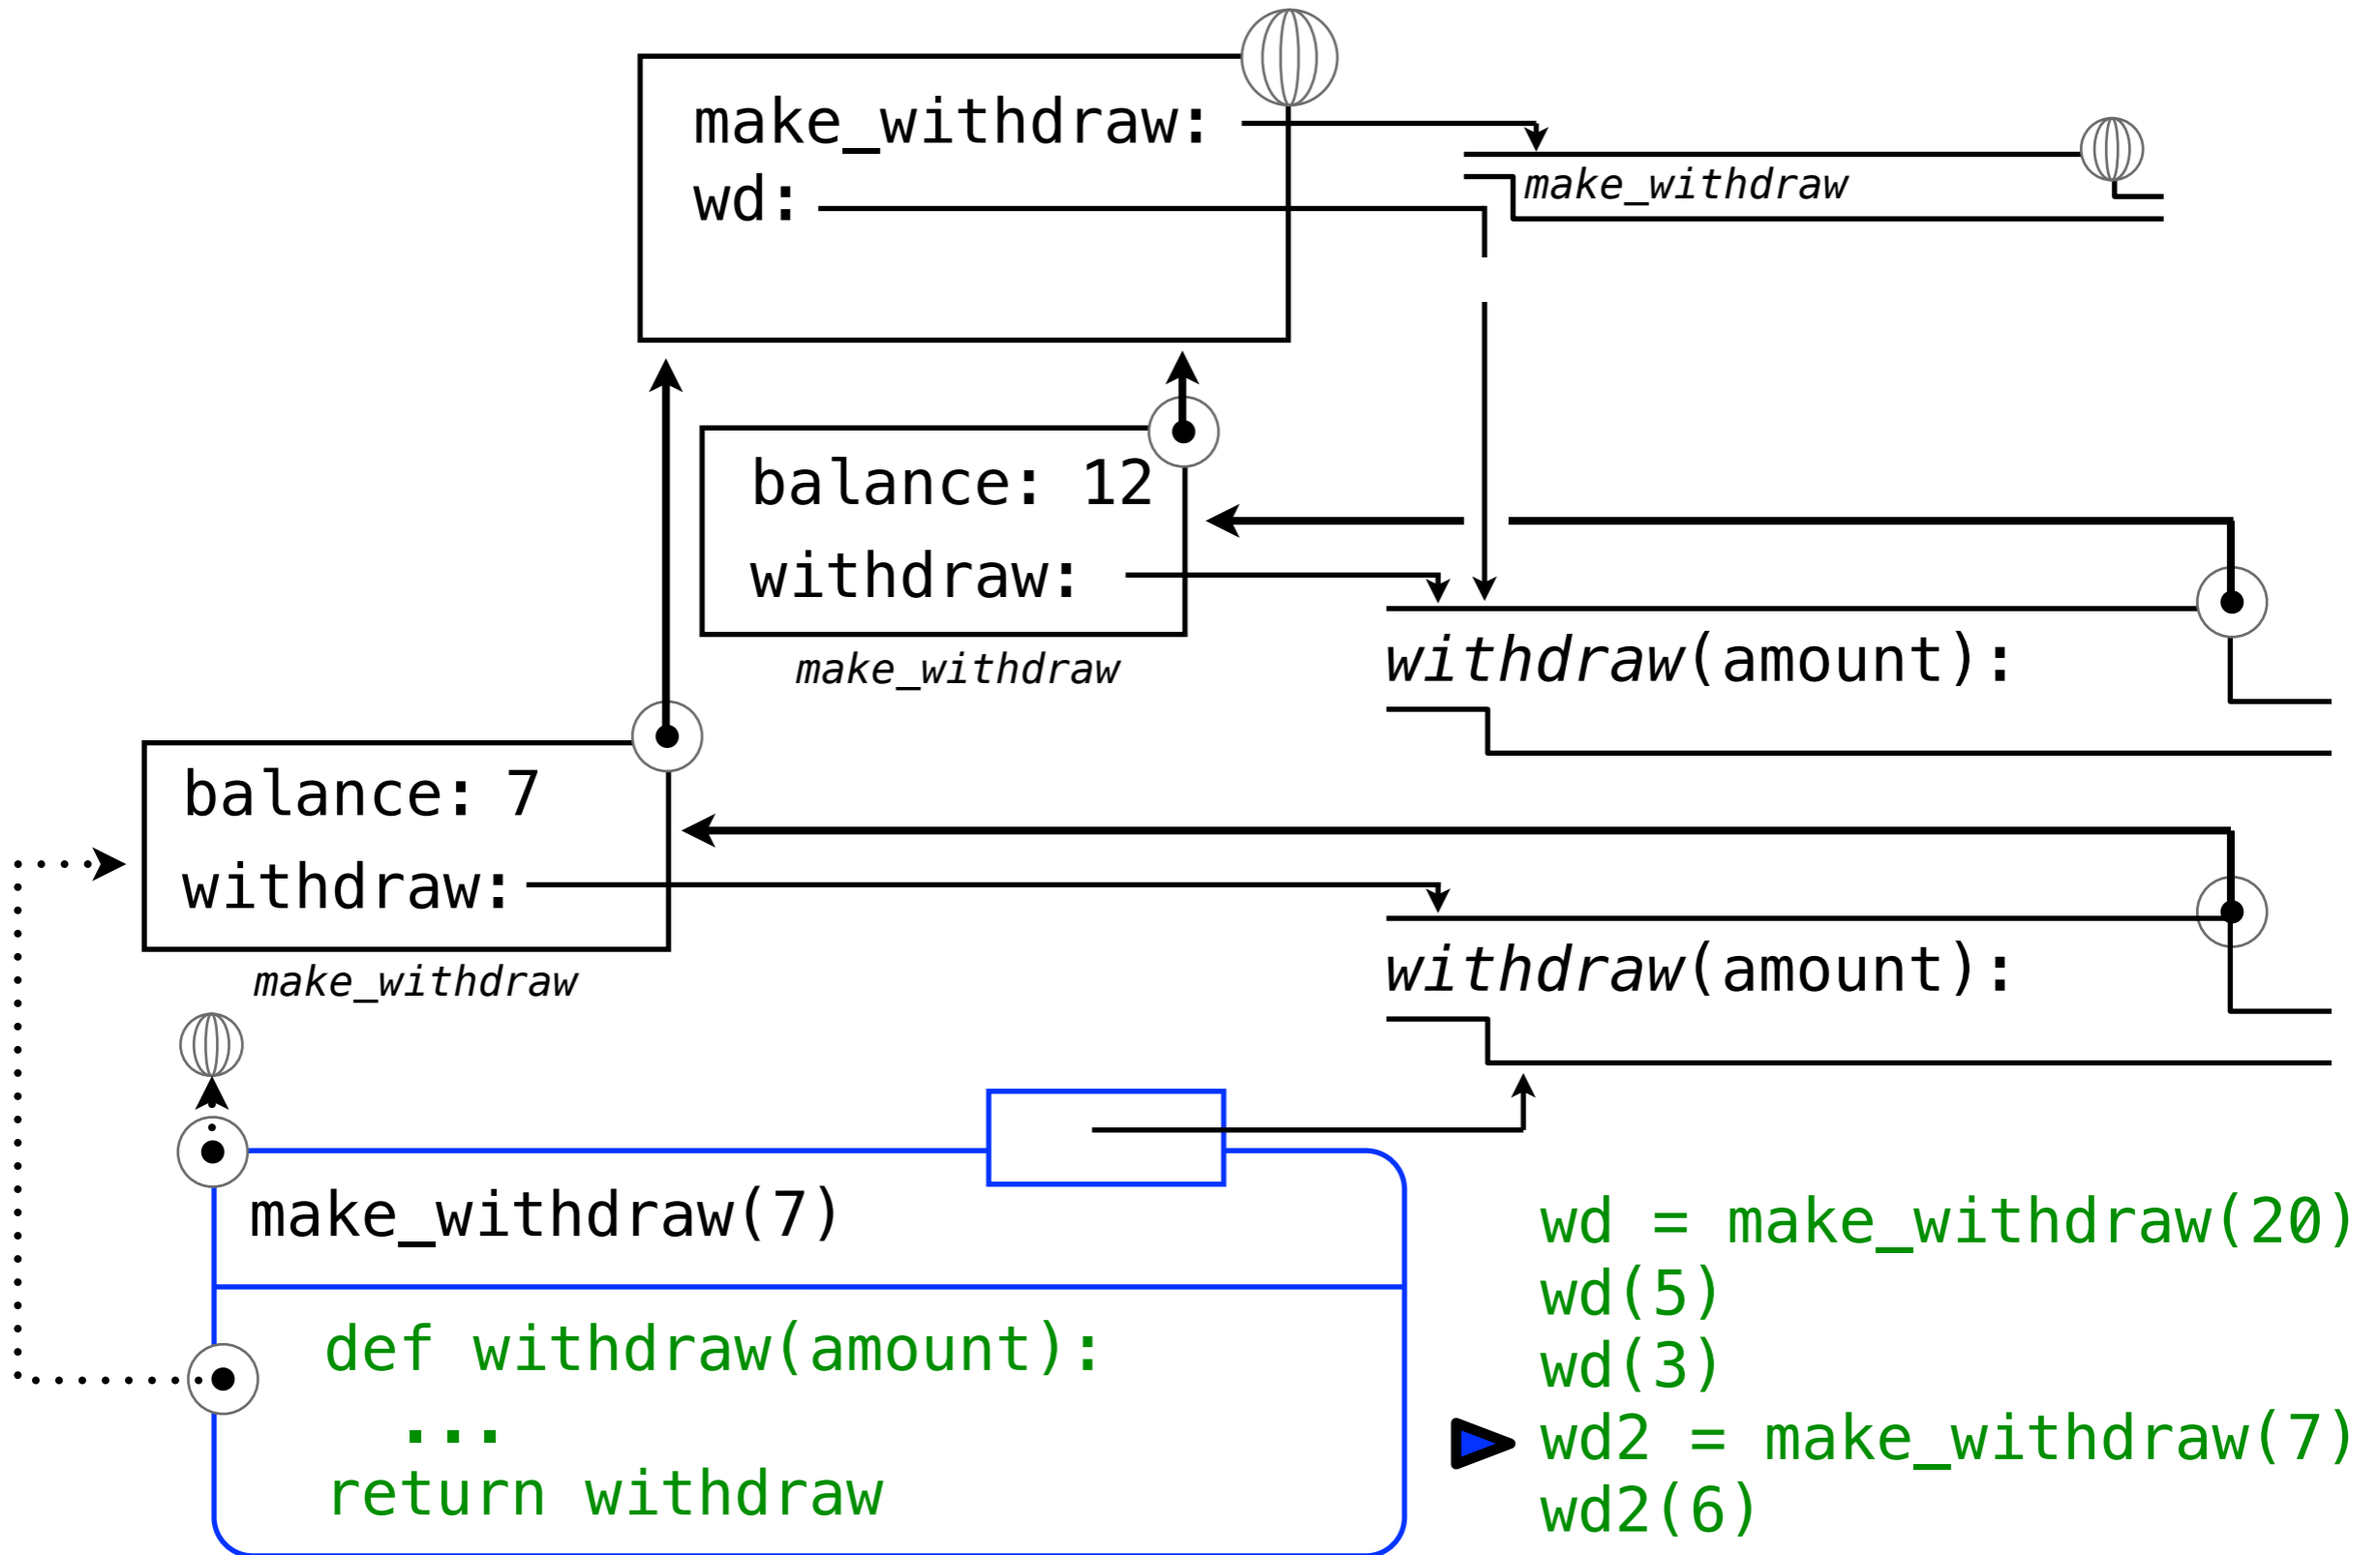 make_withdraw:
wd:
make_withdraw
balance: 12
withdraw:
make_withdraw
withdraw(amount):
balance: 7
withdraw:
make_withdraw
withdraw(amount):
make_withdraw(7)
def withdraw(amount):
...
return withdraw
wd = make_withdraw(20)
wd(5)
wd(3)
wd2 = make_withdraw(7)
wd2(6)